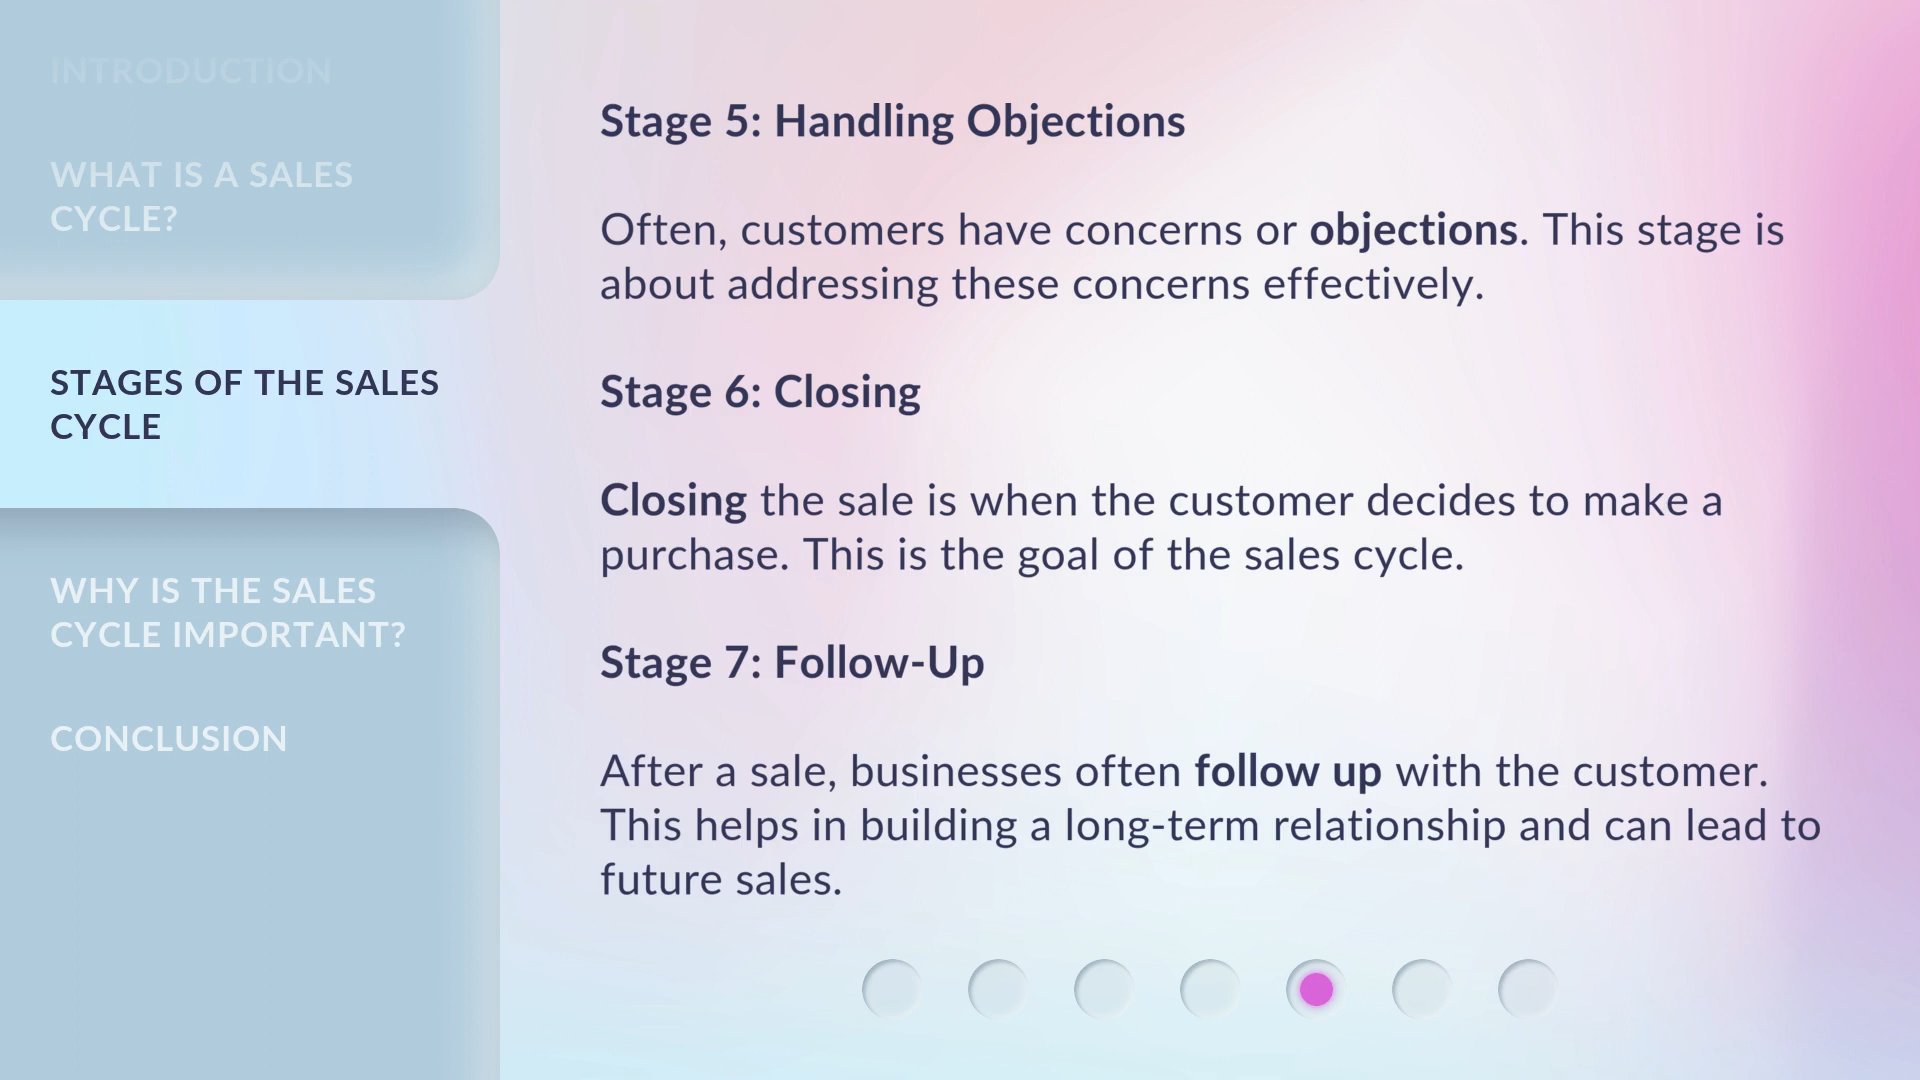 INTRODUCTION
WHAT IS A SALES
CYCLE?
STAGES OF THE SALES
CYCLE
WHY IS THE SALES
CYCLE IMPORTANT?
CONCLUSION
Stage 5: Handling Objections
Often, customers have concerns or objections. This stage is
about addressing these concerns effectively.
Stage 6: Closing
Closing the sale is when the customer decides to make a
purchase. This is the goal of the sales cycle.
Stage 7: Follow-Up
After a sale, businesses often follow up with the customer.
This helps in building a long-term relationship and can lead to
future sales.